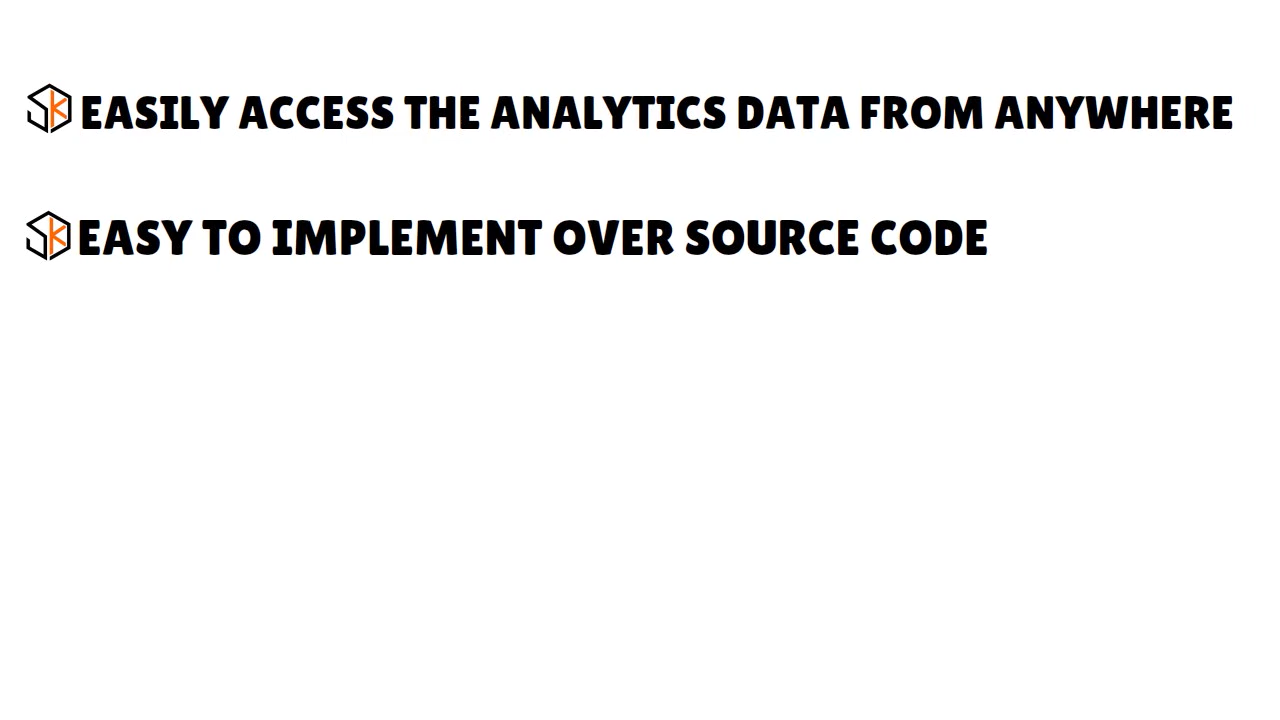 EASILY ACCESS THE ANALYTICS DATA FROM ANYWHERE
EASY TO IMPLEMENT OVER SOURCE CODE